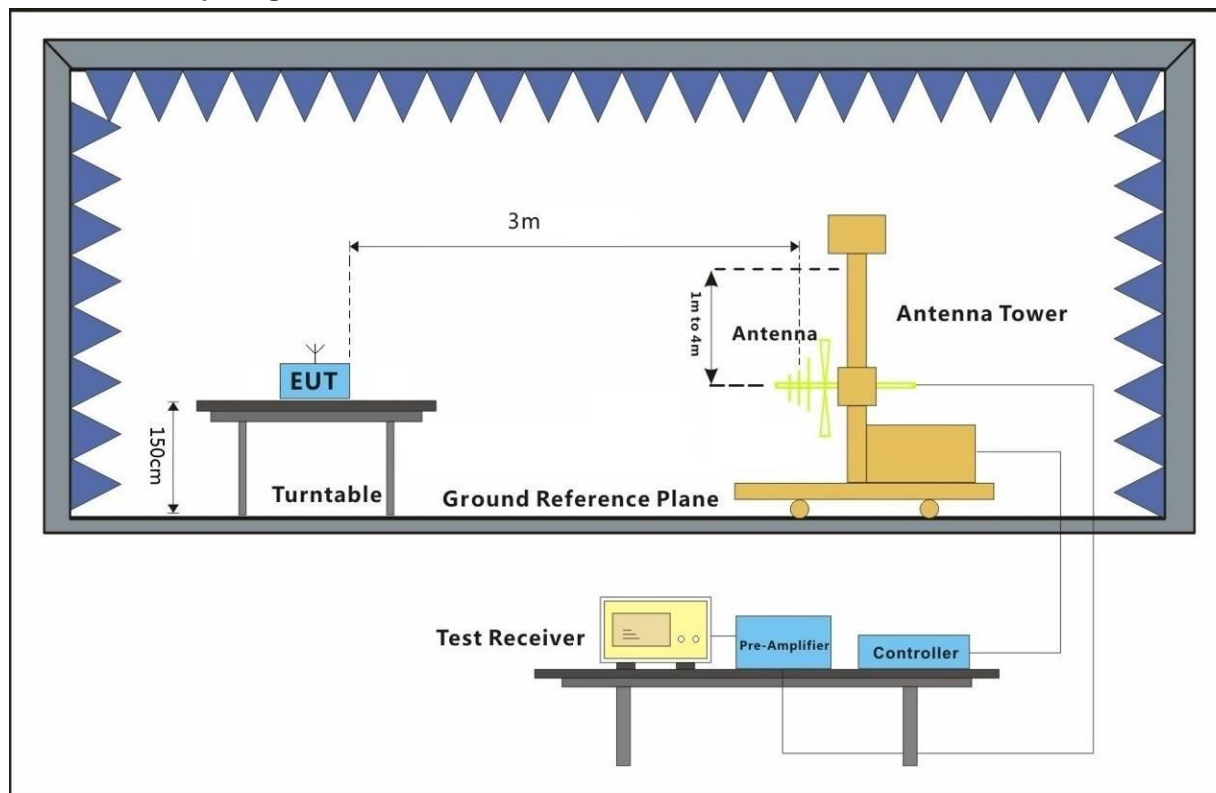 3m
1m to 4m
Antenna
Antenna Tower
EUT
150cm
Turntable
Ground Reference Plane
Test Receiver
Pre-Amplifier
Controller